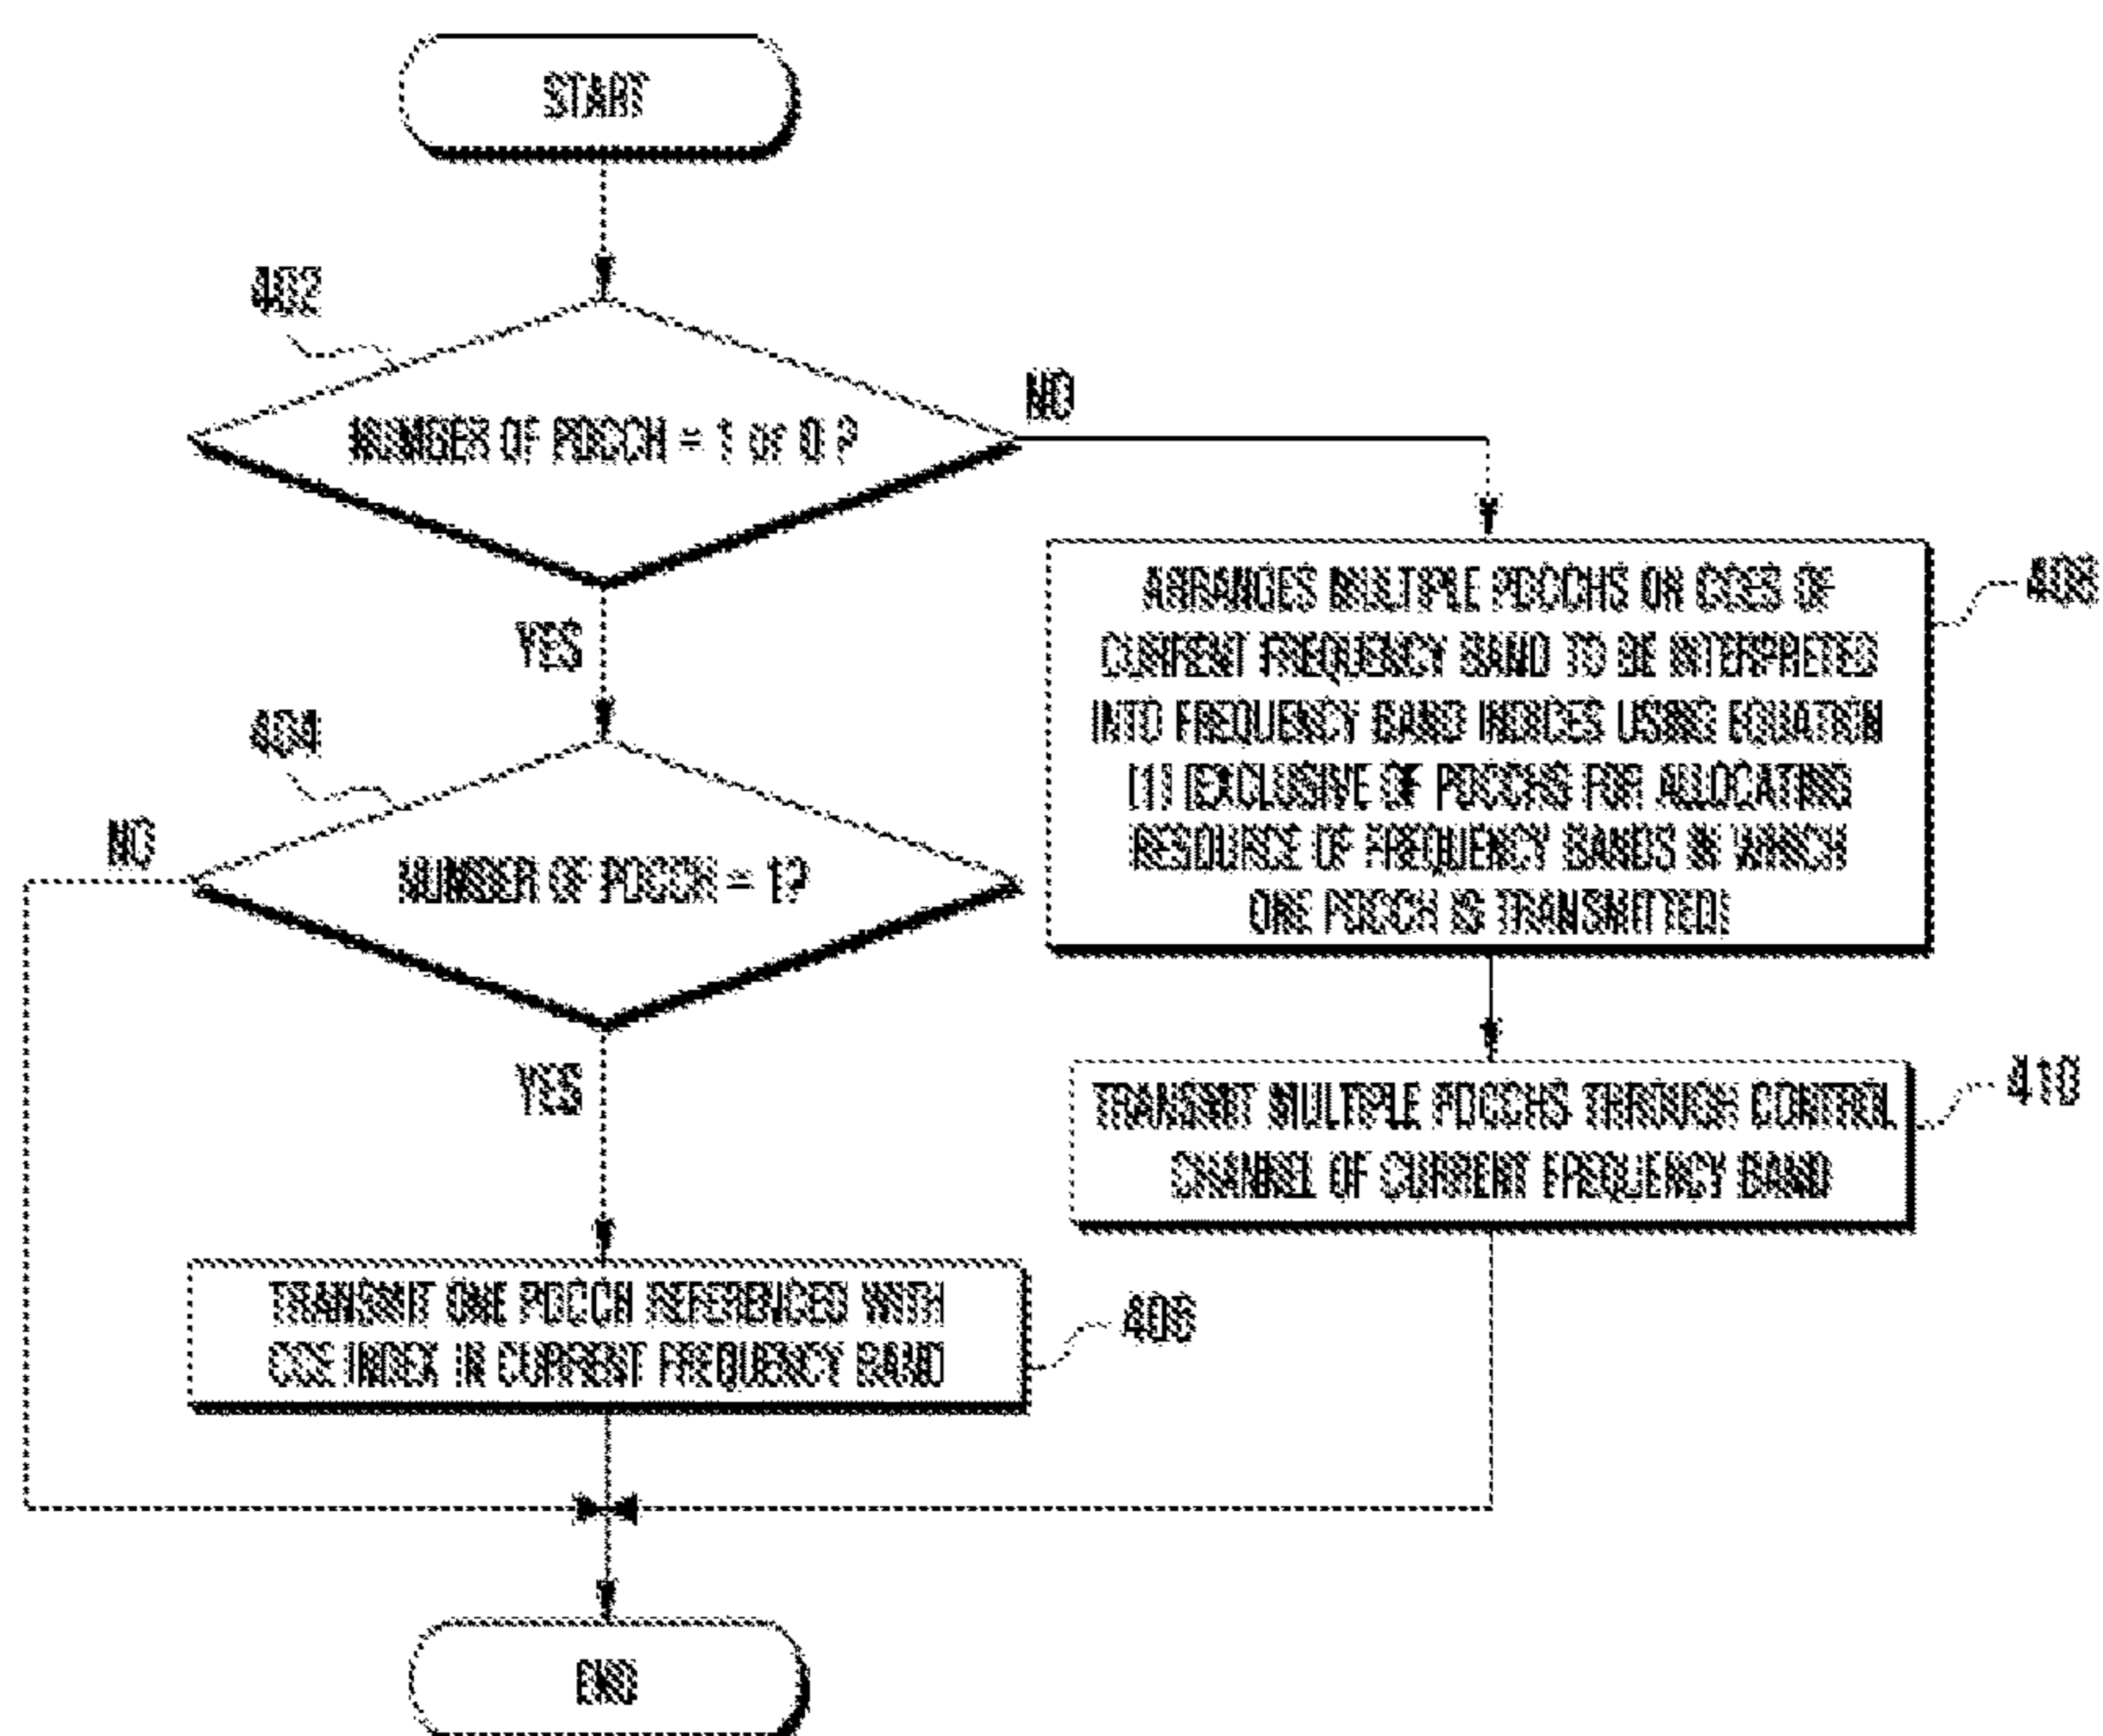 START
402
NUMBER OF PDCCH = 1 or 0 ?
NO
YES
408
ARRANGES MULTIPLE PDCCHS ON CCES OF
CURRENT FREQUENCY BAND TO BE INTERPRETED
INTO FREQUENCY BAND INDICES USING EQUATION
(1) (EXCLUSIVE OF PDCCHS FOR ALLOCATING
RESOURCE OF FREQUENCY BANDS IN WHICH
ONE PDCCH IS TRANSMITTED)
404
NO
NUMBER OF PDCCH = 1?
YES
410
TRANSMIT MULTIPLE PDCCHS THROUGH CONTROL
CHANNEL OF CURRENT FREQUENCY BAND
TRANSMIT ONE PDCCH REFERENCED WITH
CCE INDEX IN CURRENT FREQUENCY BAND
406
END